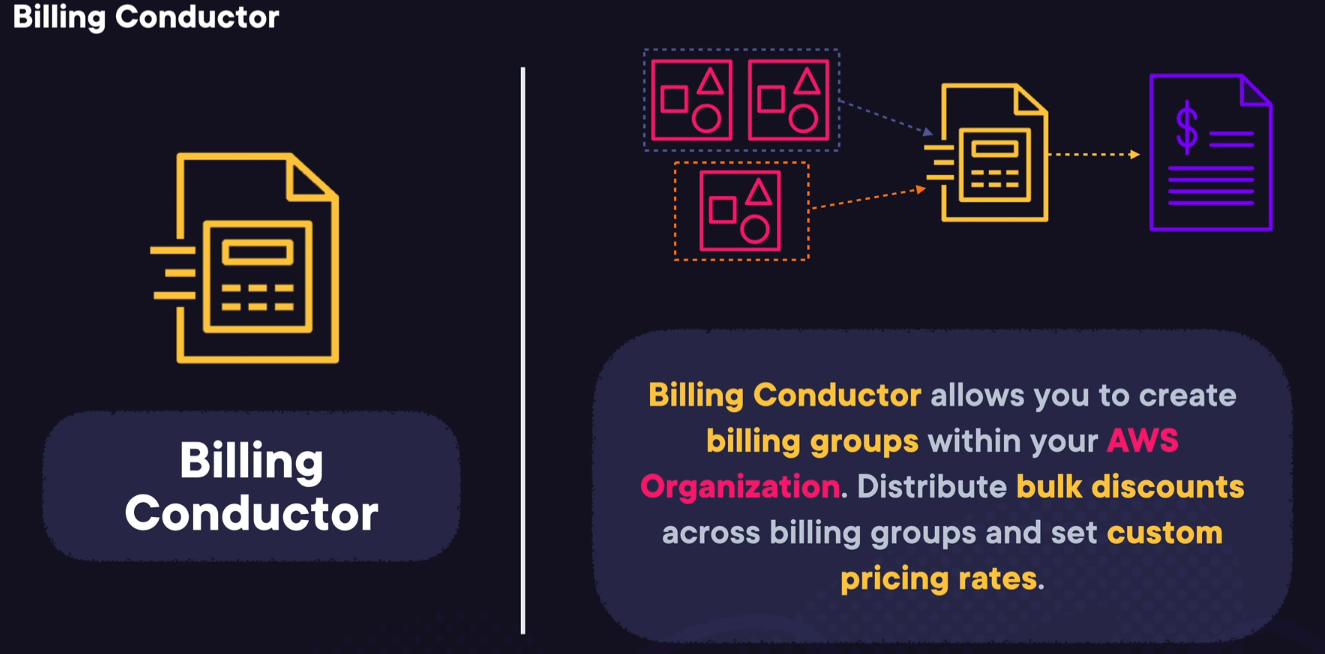 Billing Conductor
Billing
Conductor
$
Billing Conductor allows you to create
billing groups within your AWS
Organization. Distribute bulk discounts
across billing groups and set custom
pricing rates.